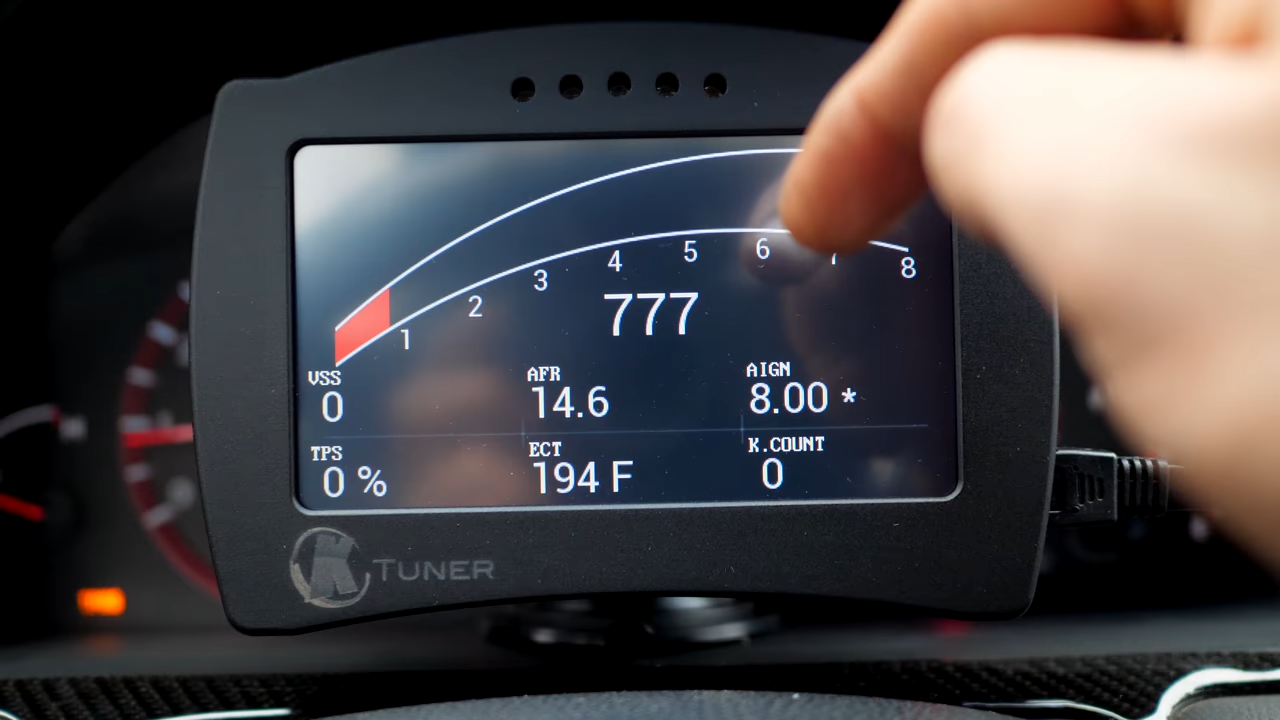 1 2 3 4 5 6 7 8
777
VSS AFR AIGN
0 14.6 8.00 *
TPS ECT K.COUNT
0 % 194 F 0
K TUNER